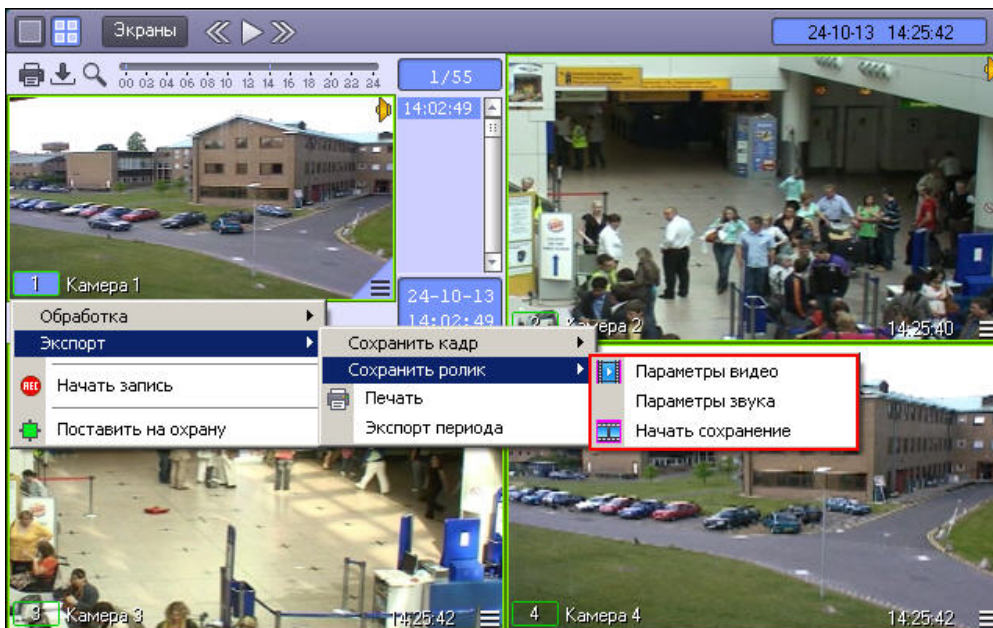 Экраны
24-10-13 14:25:42
00 02 04 06 08 10 12 14 16 18 20 22 24
1/55
14:02:49
1 Камера 1
24-10-13
14:02:49
2 Камера 2
14:25:40
Обработка
Экспорт
Начать запись
REC
Поставить на охрану
Сохранить кадр
Сохранить ролик
Печать
Экспорт периода
Параметры видео
Параметры звука
Начать сохранение
3 Камера 3
14:25:42
4 Камера 4
14:25:42